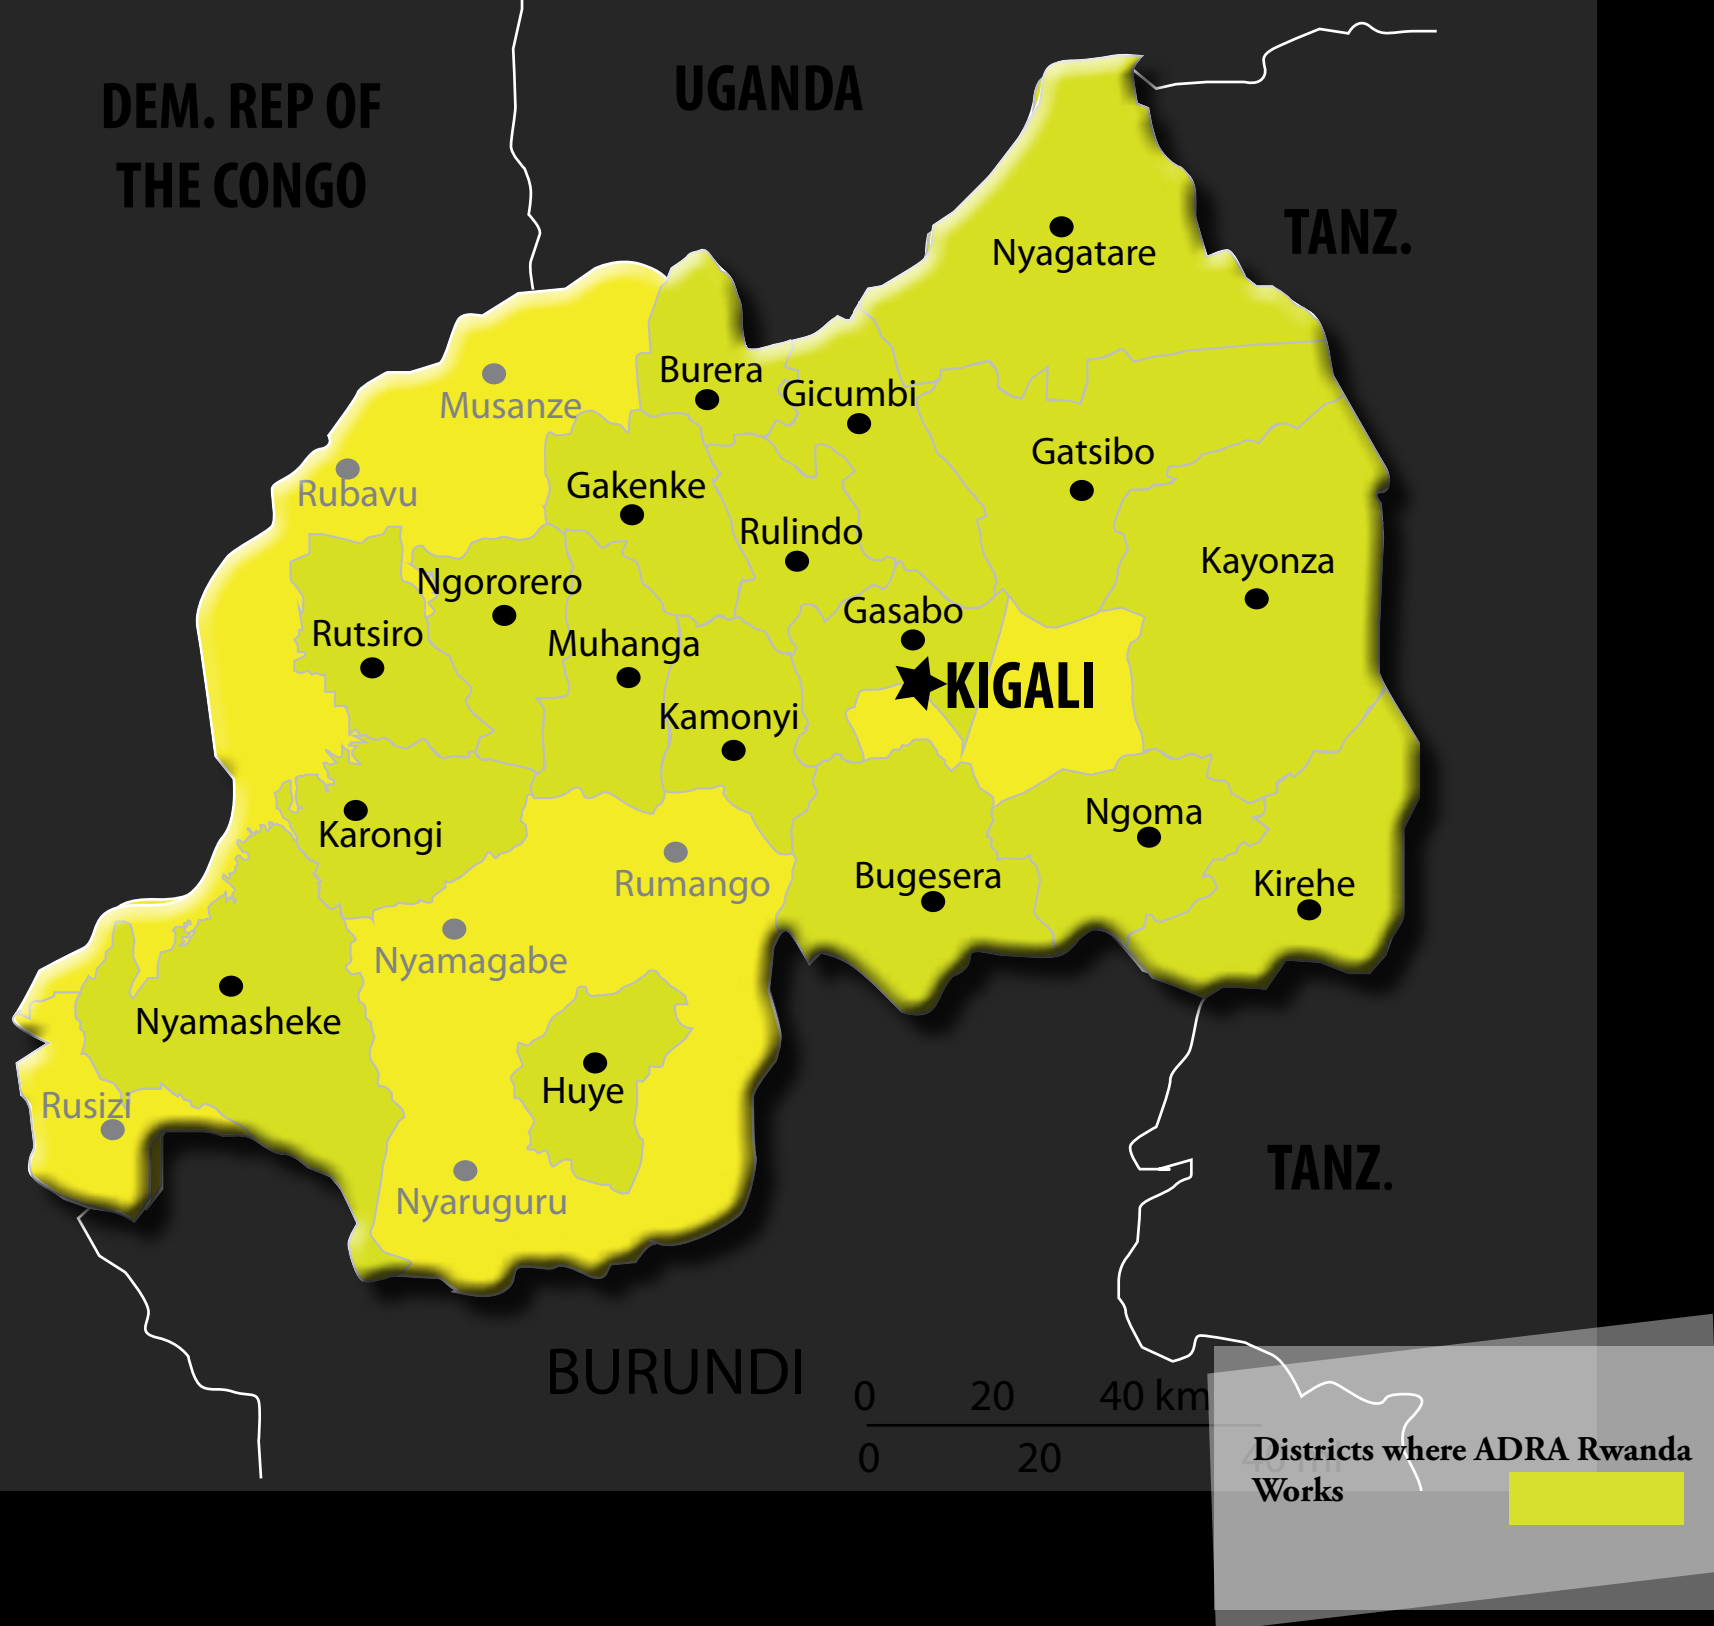 DEM. REP OF
THE CONGO
UGANDA
TANZ.
Nyagatare
Burera
Gicumbi
Musanze
Gatsibo
Rubavu
Gakenke
Rulindo
Kayonza
Ngororero
Gasabo
Rutsiro
Muhanga
KIGALI
Kamonyi
Ngoma
Karongi
Rumango
Bugesera
Kirehe
Nyamagabe
Nyamasheke
Huye
Rusizi
TANZ.
Nyaruguru
BURUNDI
0 20 40 km
0 20 40 mi
Districts where ADRA Rwanda
Works